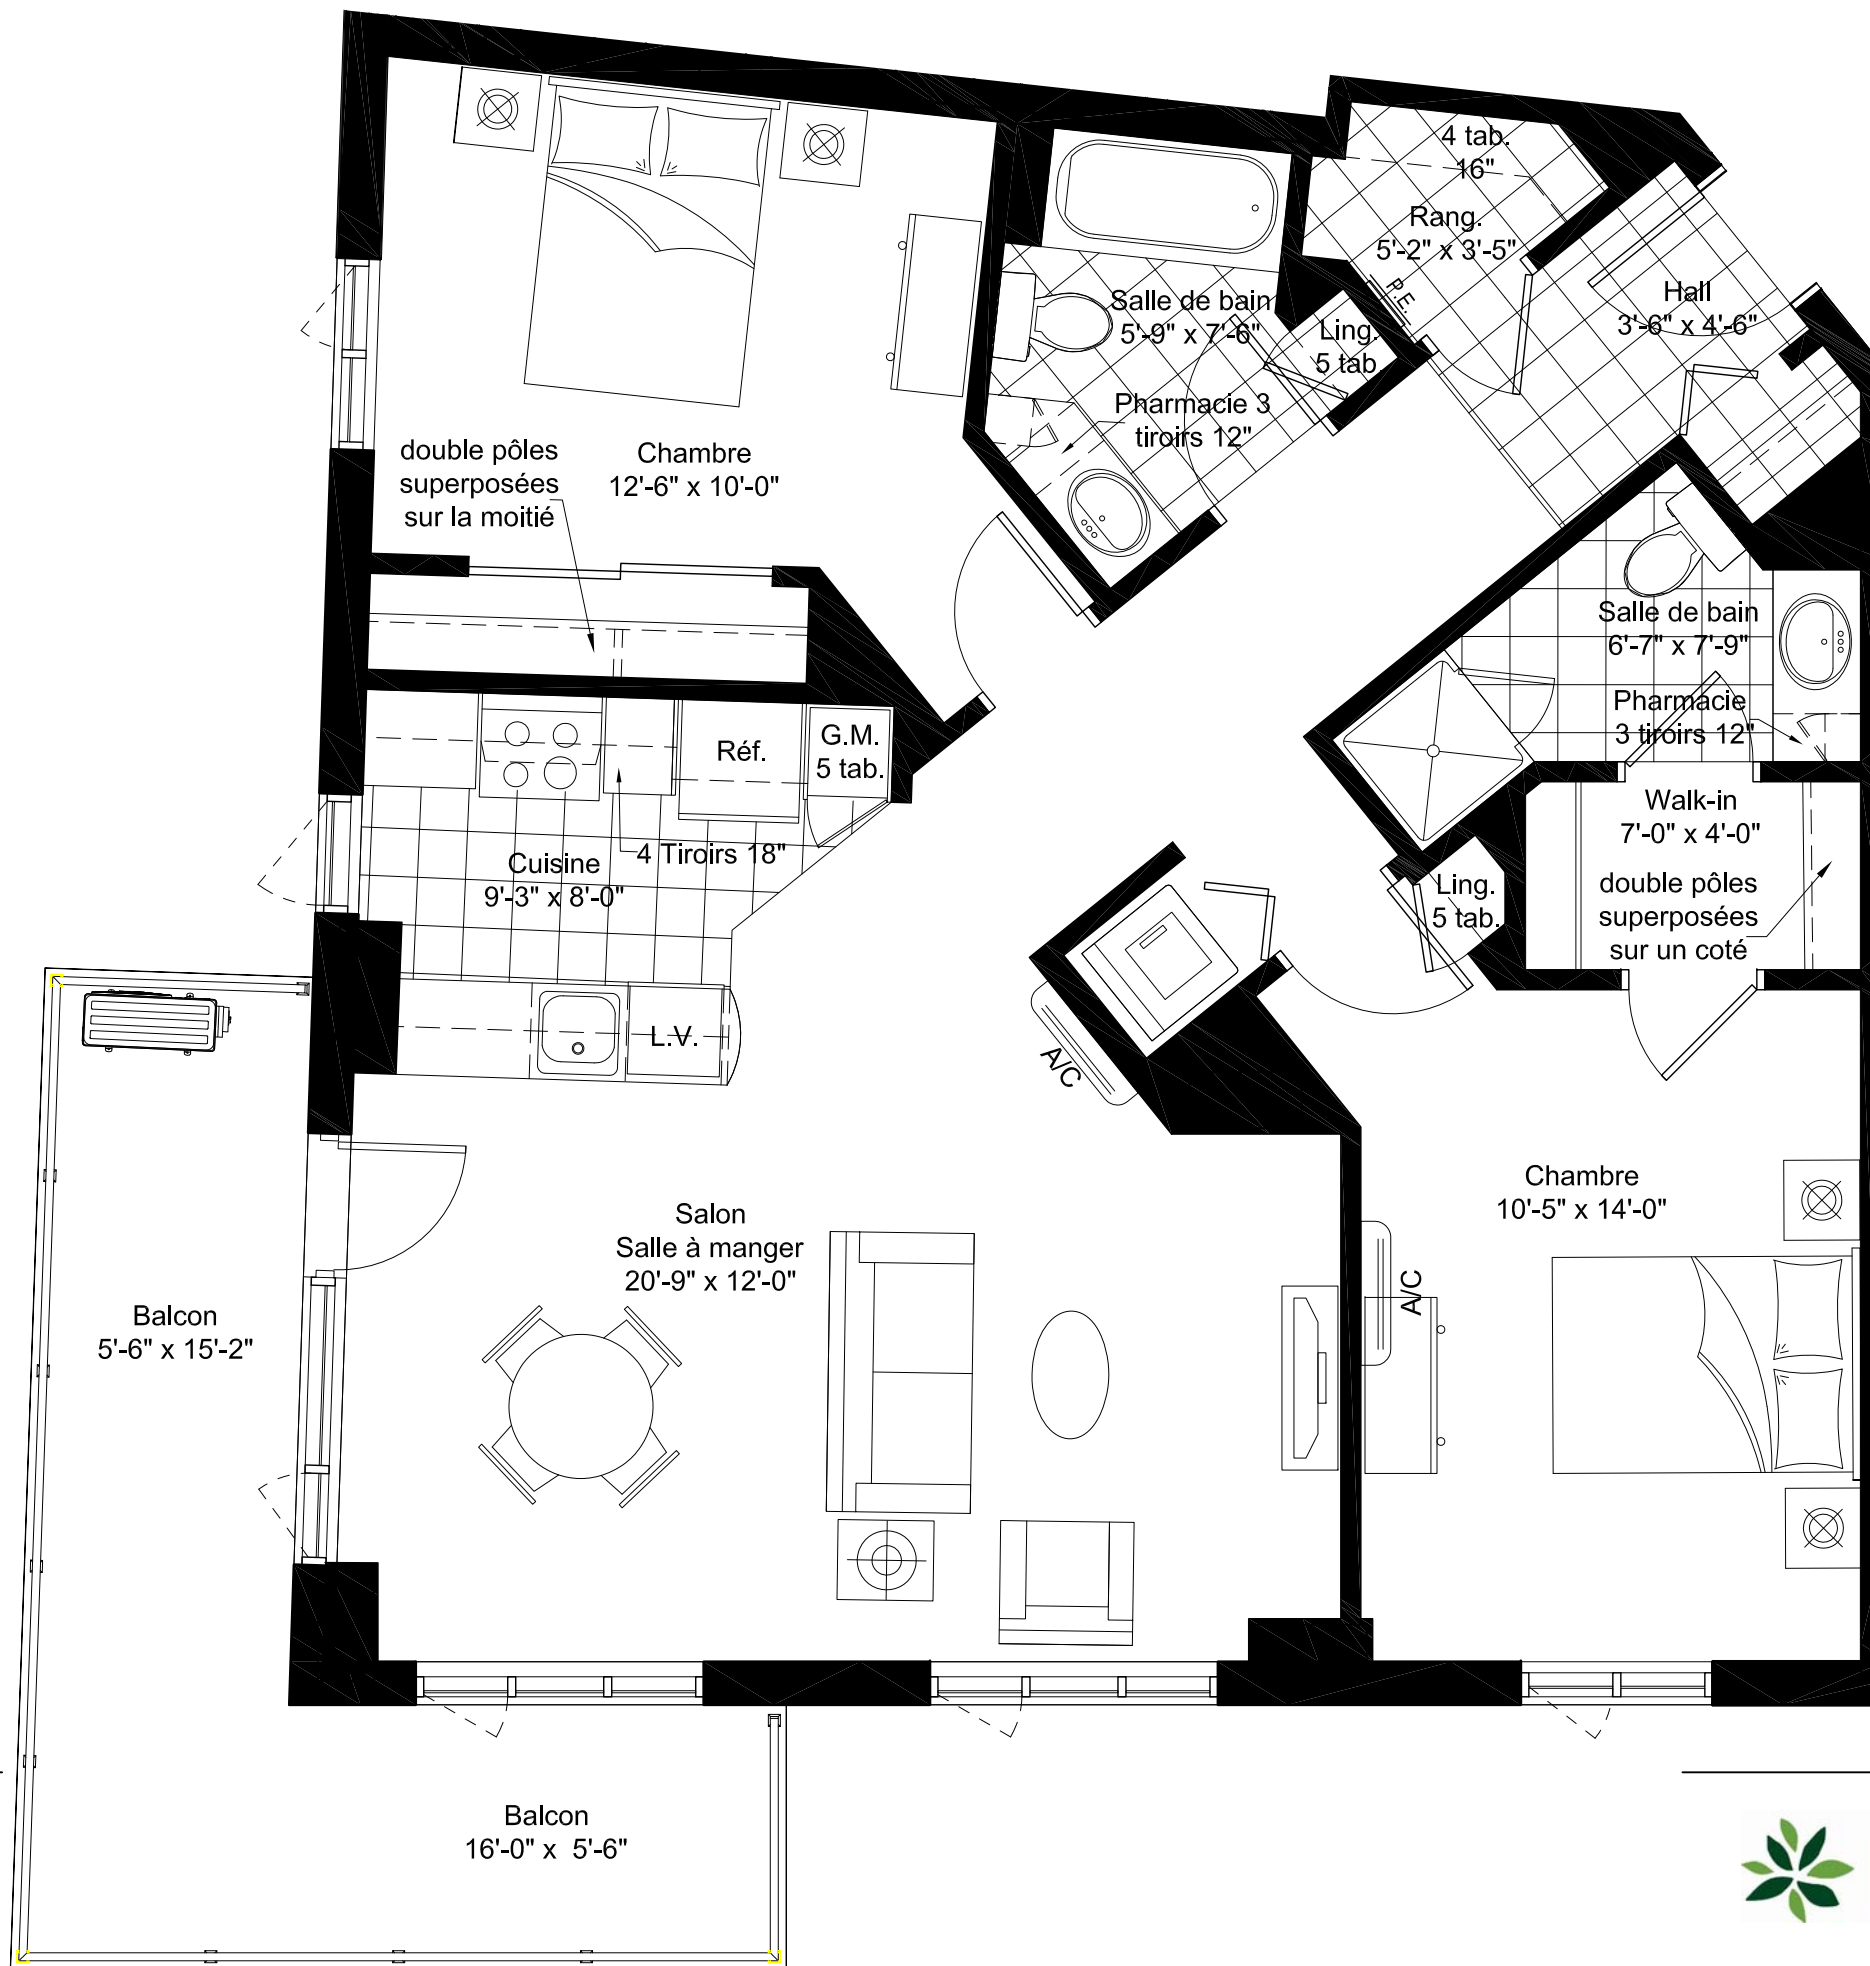 4 tab.
16"
Rang.
5'-2" x 3'-5"
P.E.
Hall
3'-6" x 4'-6"
Salle de bain
5'-9" x 7'-6"
Ling.
5 tab.
Pharmacie 3
tiroirs 12"
Chambre
12'-6" x 10'-0"
double pôles
superposées
sur la moitié
Salle de bain
6'-7" x 7'-9"
Pharmacie
3 tiroirs 12"
Réf.
G.M.
5 tab.
4 Tiroirs 18"
Cuisine
9'-3" x 8'-0"
Walk-in
7'-0" x 4'-0"
double pôles
superposées
sur un coté
Ling.
5 tab.
L.V.
A/C
Chambre
10'-5" x 14'-0"
A/C
Salon
Salle à manger
20'-9" x 12'-0"
Balcon
5'-6" x 15'-2"
Balcon
16'-0" x 5'-6"